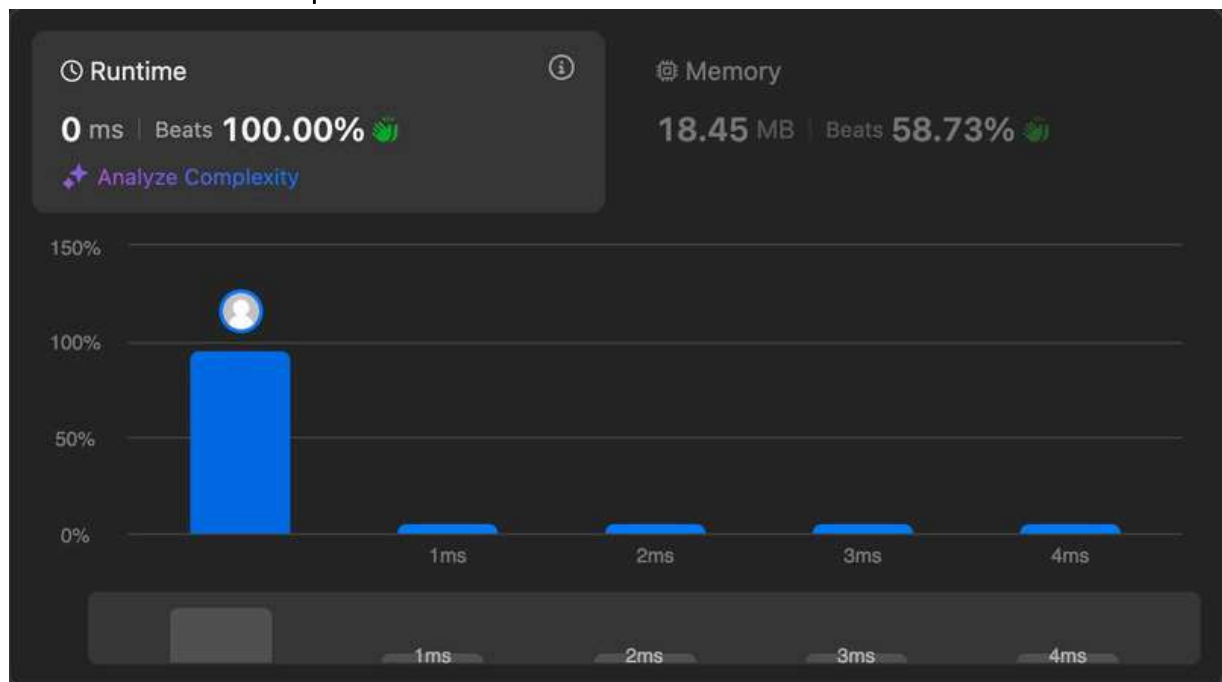 Runtime
0 ms | Beats 100.00%
Analyze Complexity
Memory
18.45 MB | Beats 58.73%
150%
100%
50%
0%
1ms 2ms 3ms 4ms
1ms 2ms 3ms 4ms